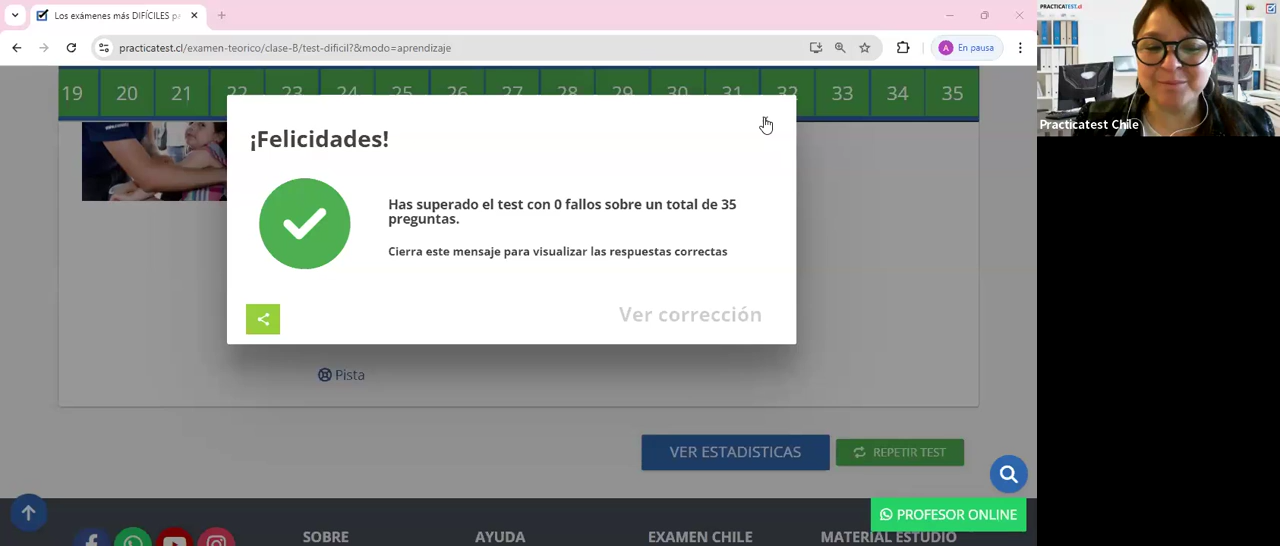 Los exámenes más DIFÍCILES pa
practicatest.cl/examen-teorico/clase-B/test-dificil?&modo=aprendizaje
A En pausa
PRACTICATEST.cl
Practicatest Chile
19 20 21 22 23 24 25 26 27 28 29 30 31 32 33 34 35
¡Felicidades!
Has superado el test con 0 fallos sobre un total de 35
preguntas.
Cierra este mensaje para visualizar las respuestas correctas
Ver corrección
Pista
VER ESTADISTICAS
REPETIR TEST
PROFESOR ONLINE
SOBRE AYUDA EXAMEN CHILE MATERIAL ESTUDIO